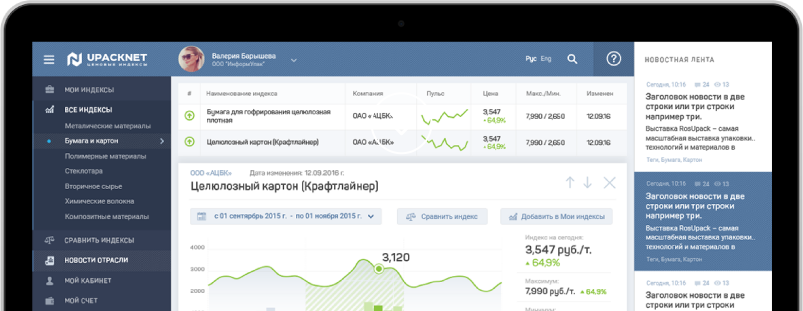 UPACKNET
ЦЕНОВЫЕ ИНДЕКСЫ
Валерия Барышева
ООО "ИнформУпак"
Рус Eng
МОИ ИНДЕКСЫ
ВСЕ ИНДЕКСЫ
Металические материалы
Бумага и картон
Полимерные материалы
Стеклотара
Вторичное сырье
Химические волокна
Композитные материалы
СРАВНИТЬ ИНДЕКСЫ
НОВОСТИ ОТРАСЛИ
МОЙ КАБИНЕТ
МОЙ СЧЕТ
# Наименование индекса Компания Пульс Цена Макс./Мин. Изменен
Бумага для гофрирования целюлозная
плотная
ОАО «АЦБК»
3,547
64,9%
7,990 / 2,650
12.09.16
Целюлозный картон (Крафтлайнер)
ОАО «АЦБК»
3,547
64,9%
7,990 / 2,650
12.09.16
ООО «АЦБК» Дата изменения: 12.09.2016 г.
Целюлозный картон (Крафтлайнер)
с 01 сентярбрь 2015 г. - по 01 ноября 2015 г.
Сравнить индекс
Добавить в Мои индексы
4000
3000
2000
3,120
Индекс на сегодне:
3,547 руб./т.
64,9%
Максимум:
7,990 руб./т. 64,9%
НОВОСТНАЯ ЛЕНТА
Сегодня, 10:16 24 13
Заголовок новости в две
строки или три строки
например три.
Выставка RosUpack – самая
масштабная выставка упаковки..
технологий и материалов в
Теги, Бумага, Картон
Сегодня, 10:16 24 13
Заголовок новости в две
строки или три строки
например три.
Выставка RosUpack – самая
масштабная выставка упаковки..
технологий и материалов в
Теги, Бумага, Картон
Сегодня, 10:16 24 13
Заголовок новости в две
строки или три строки